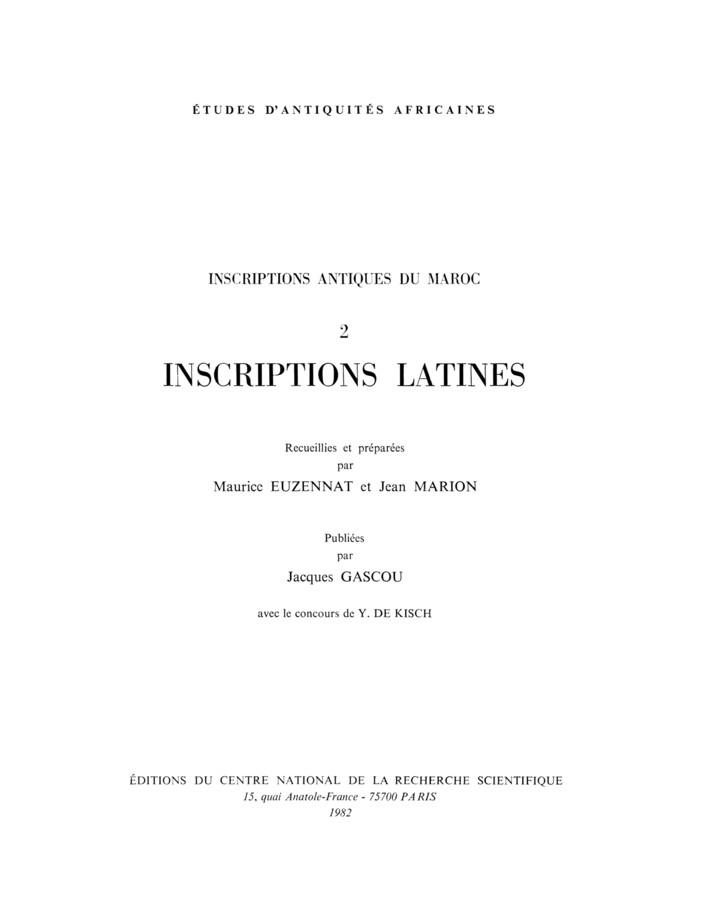 ÉTUDES D'ANTIQUITÉS AFRICAINES
INSCRIPTIONS ANTIQUES DU MAROC
2
INSCRIPTIONS LATINES
Recueillies et préparées
par
Maurice EUZENNAT et Jean MARION
Publiées
par
Jacques GASCOU
avec le concours de Y. DE KISCH
ÉDITIONS DU CENTRE NATIONAL DE LA RECHERCHE SCIENTIFIQUE
15, quai Anatole-France - 75700 PARIS
1982